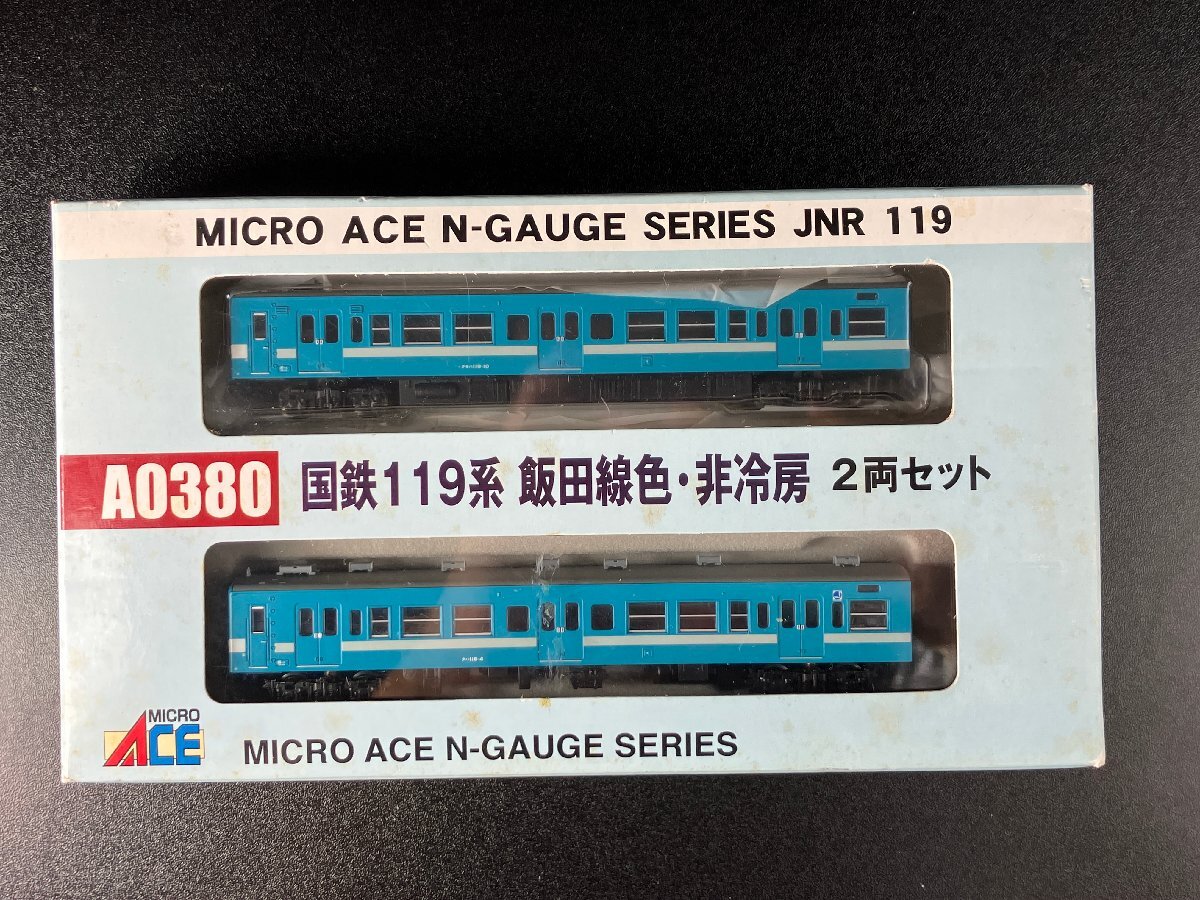 MICRO ACE N-GAUGE SERIES JNR 119
A0380 国鉄119系 飯田線色・非冷房 2両セット
MICRO
ACE
MICRO ACE N-GAUGE SERIES